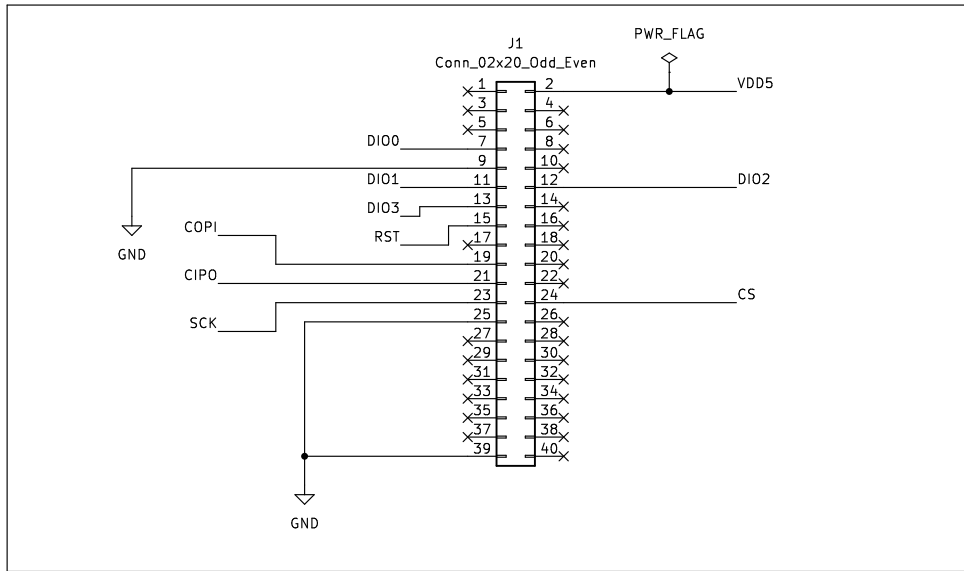 PWR_FLAG
J1
Conn_02x20_Odd_Even
1 2 VDD5
3 4
5 6
DIO0 7 8
9 10
DIO1 11 12 DIO2
DIO3 13 14
COPI RST 15 16
GND 17 18
19 20
CIPO 21 22
23 24 CS
SCK 25 26
27 28
29 30
31 32
33 34
35 36
37 38
39 40
GND